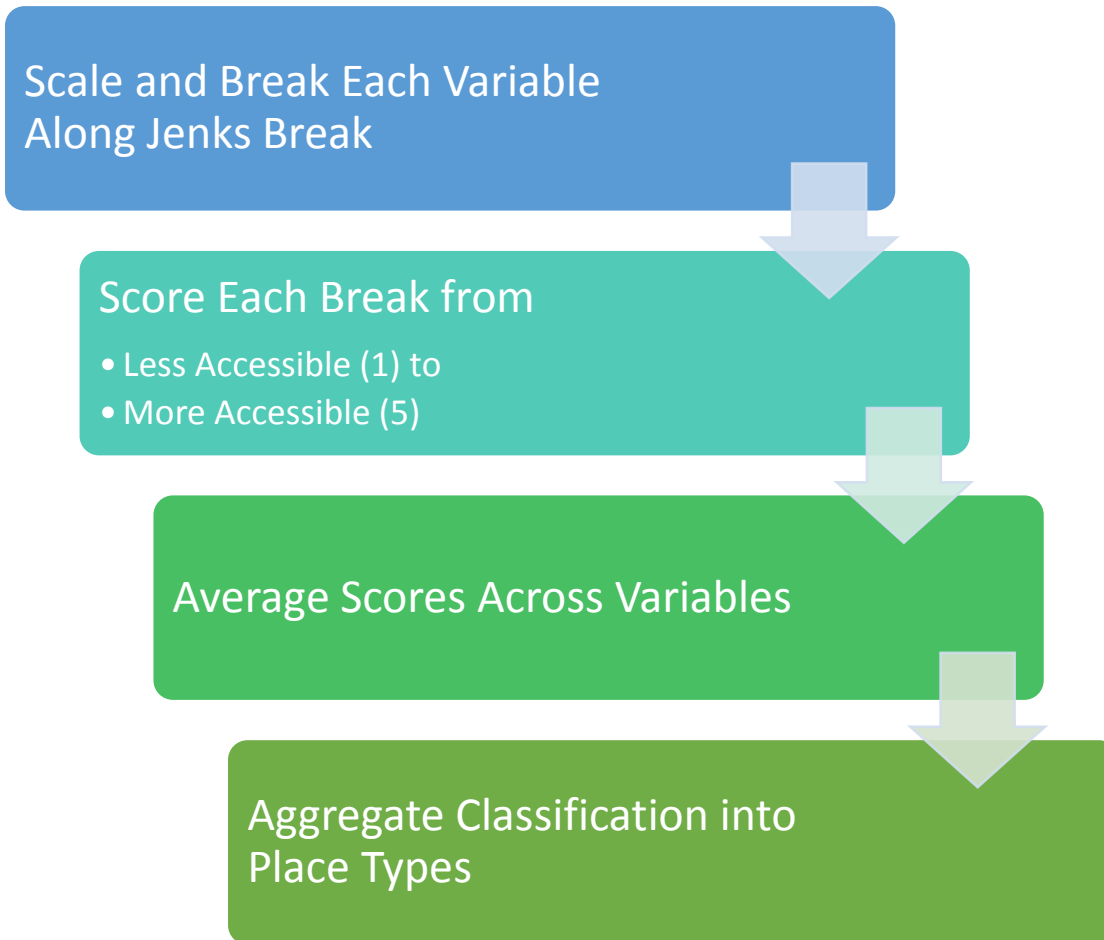 Scale and Break Each Variable
Along Jenks Break
Score Each Break from
• Less Accessible (1) to
• More Accessible (5)
Average Scores Across Variables
Aggregate Classification into
Place Types